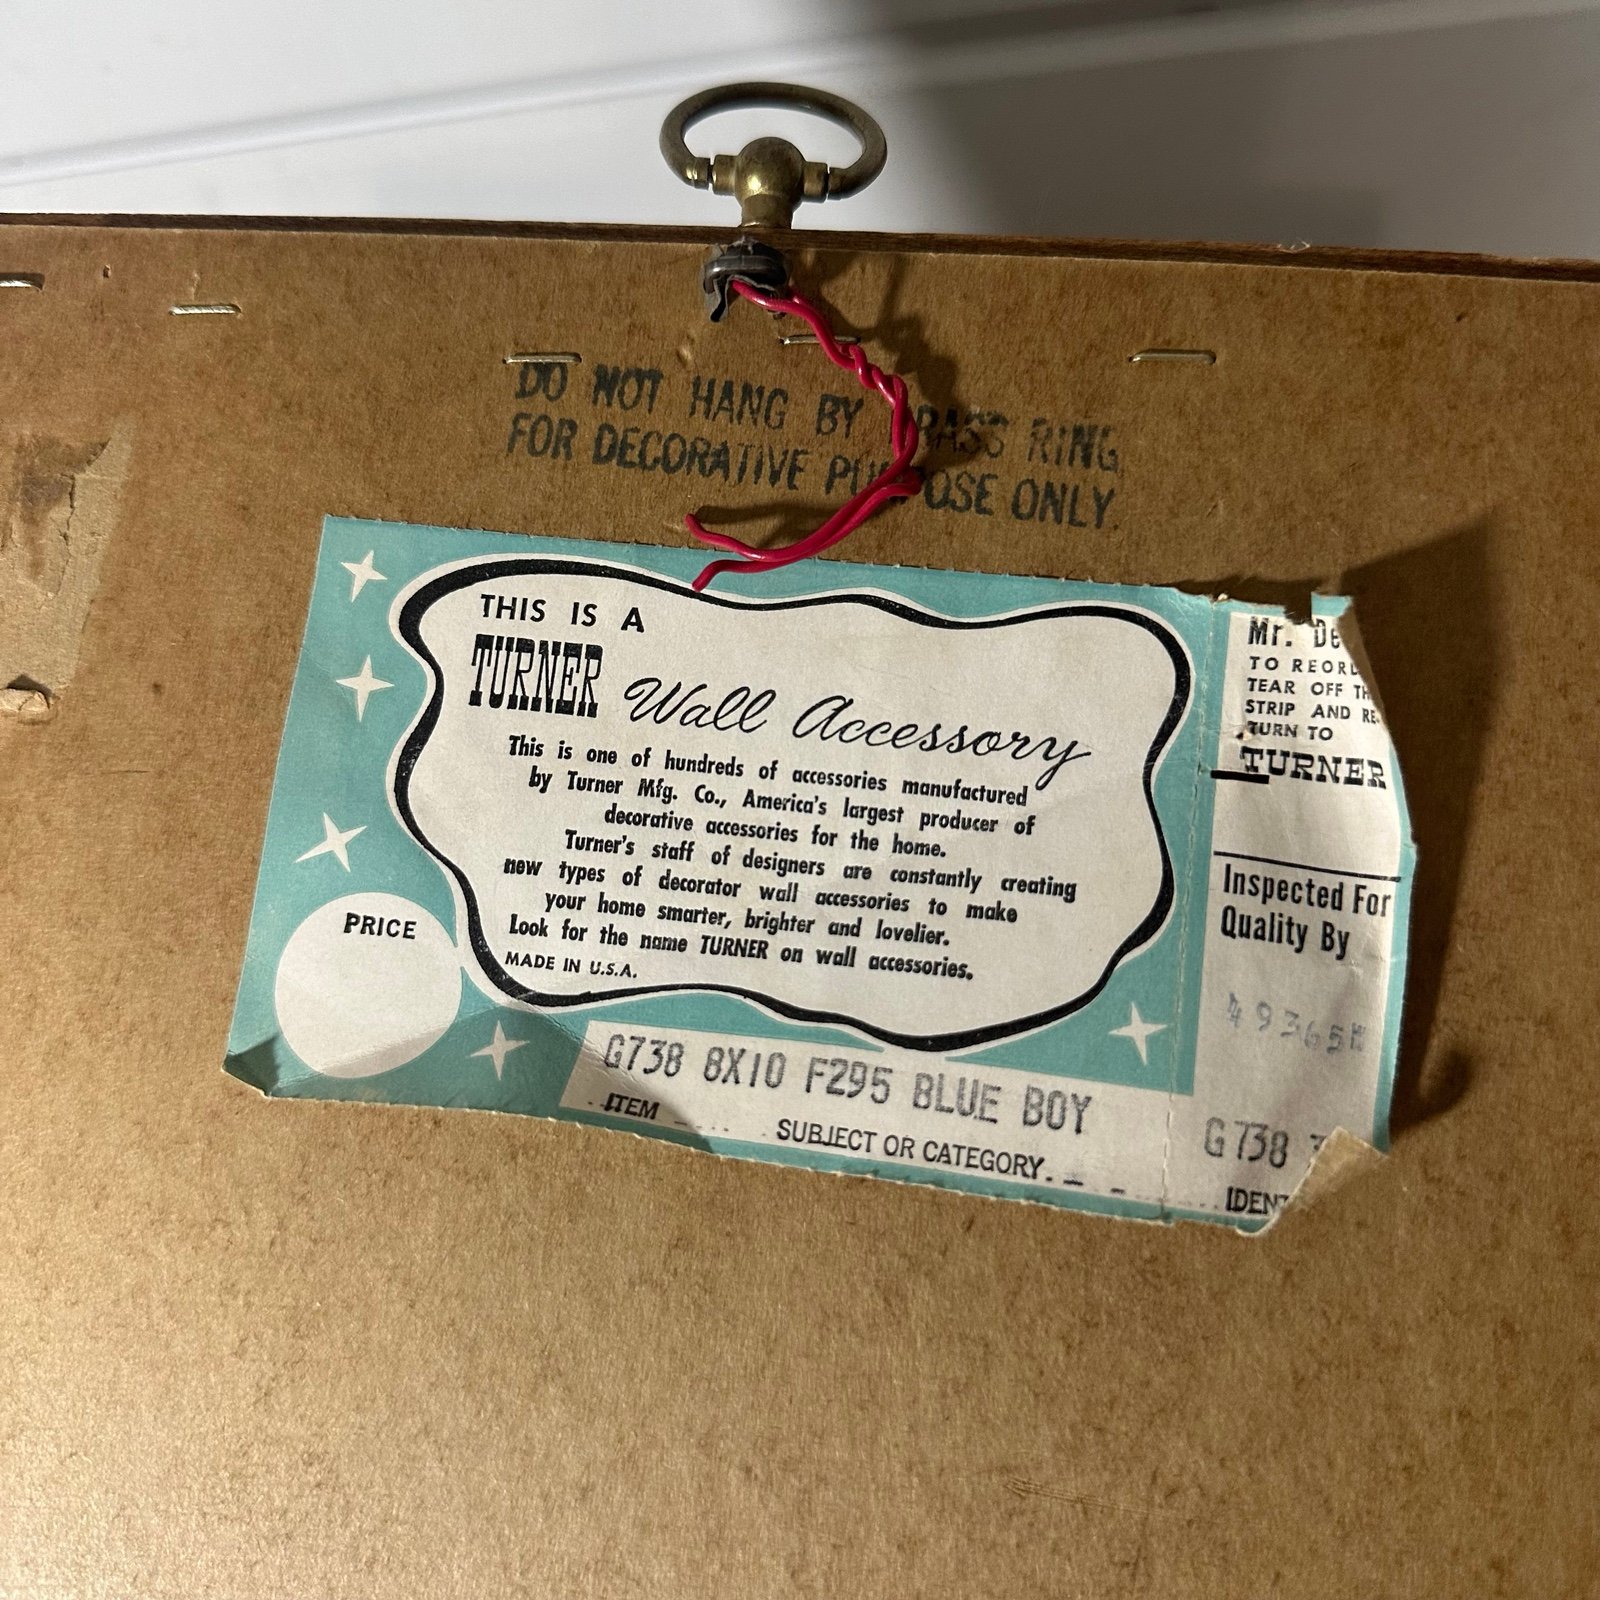 DO NOT HANG BY BRASS RING
FOR DECORATIVE PURPOSE ONLY.
THIS IS A
TURNER Wall Accessory
This is one of hundreds of accessories manufactured
by Turner Mfg. Co., America's largest producer of
decorative accessories for the home.
Turner's staff of designers are constantly creating
new types of decorator wall accessories to make
your home smarter, brighter and lovelier.
Look for the name TURNER on wall accessories.
MADE IN U.S.A.
PRICE
G738 8X10 F295 BLUE BOY
ITEM
SUBJECT OR CATEGORY
Mr. De
TO REORD
TEAR OFF TH
STRIP AND RE-
TURN TO
TURNER
Inspected For
Quality By
G738
IDENT